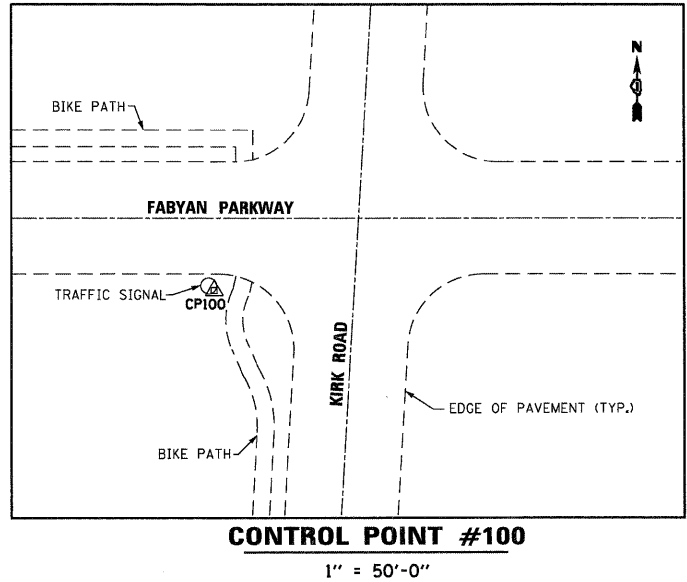 N
BIKE PATH
FABYAN PARKWAY
TRAFFIC SIGNAL
CP100
KIRK ROAD
EDGE OF PAVEMENT (TYP.)
BIKE PATH
CONTROL POINT #100
1" = 50'-0"